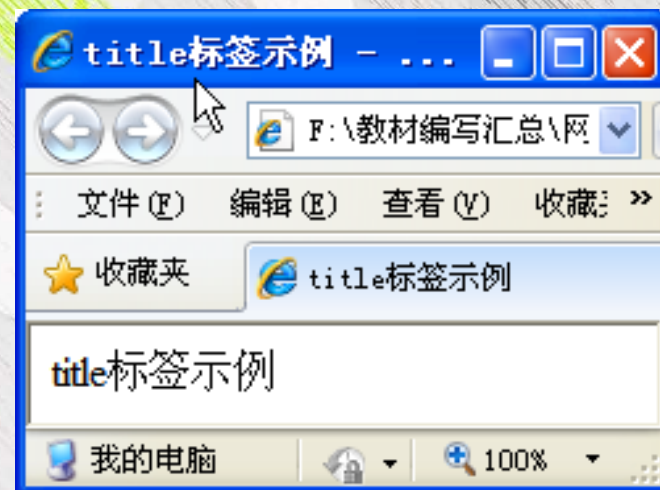 title标签示例 - ...
F:\教材编写汇总\网
文件(F) 编辑(E) 查看(V) 收藏 »
收藏夹 title标签示例
title标签示例
我的电脑 100%